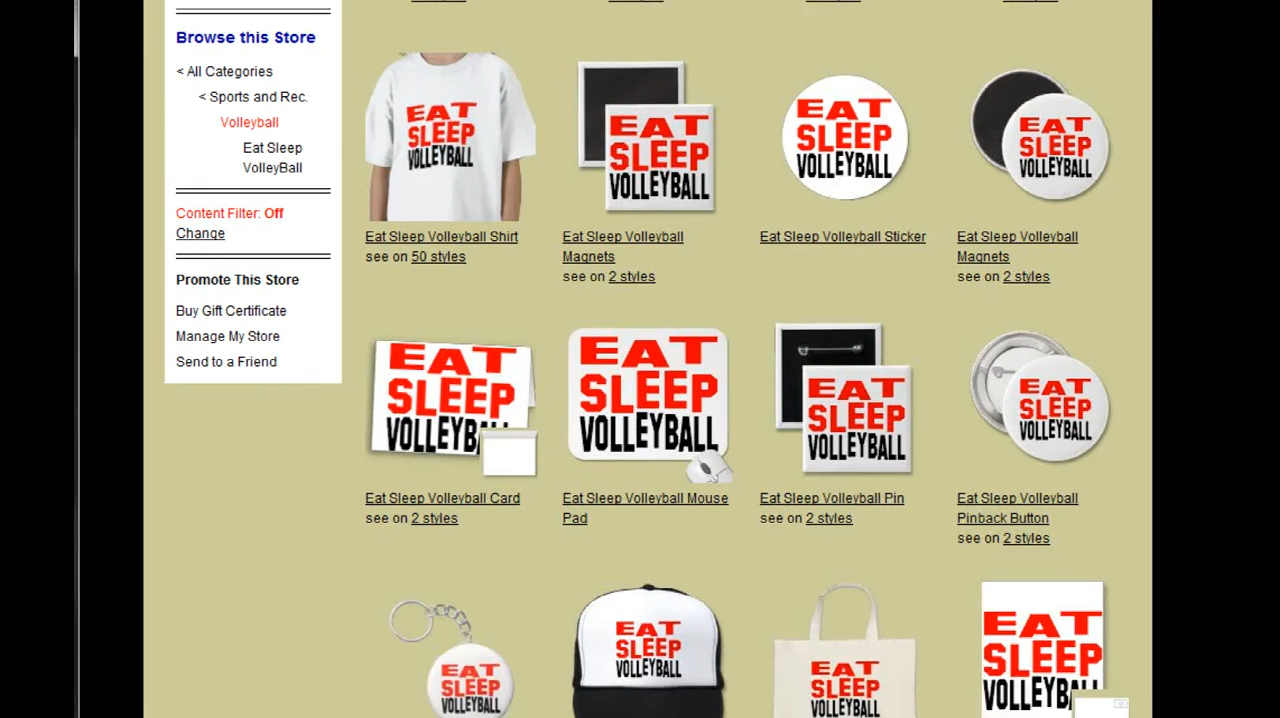 Browse this Store
< All Categories
< Sports and Rec.
Volleyball
Eat Sleep
VolleyBall
Content Filter: Off
Change
Promote This Store
Buy Gift Certificate
Manage My Store
Send to a Friend
EAT
SLEEP
VOLLEYBALL
EAT
SLEEP
VOLLEYBALL
EAT
SLEEP
VOLLEYBALL
EAT
SLEEP
VOLLEYBALL
Eat Sleep Volleyball Shirt
see on 50 styles
Eat Sleep Volleyball
Magnets
see on 2 styles
Eat Sleep Volleyball Sticker
Eat Sleep Volleyball
Magnets
see on 2 styles
EAT
SLEEP
VOLLEYBALL
EAT
SLEEP
VOLLEYBALL
EAT
SLEEP
VOLLEYBALL
EAT
SLEEP
VOLLEYBALL
Eat Sleep Volleyball Card
see on 2 styles
Eat Sleep Volleyball Mouse
Pad
Eat Sleep Volleyball Pin
see on 2 styles
Eat Sleep Volleyball
Pinback Button
see on 2 styles
EAT
SLEEP
VOLLEYBALL
EAT
SLEEP
VOLLEYBALL
EAT
SLEEP
VOLLEYBALL
EAT
SLEEP
VOLLEYBALL